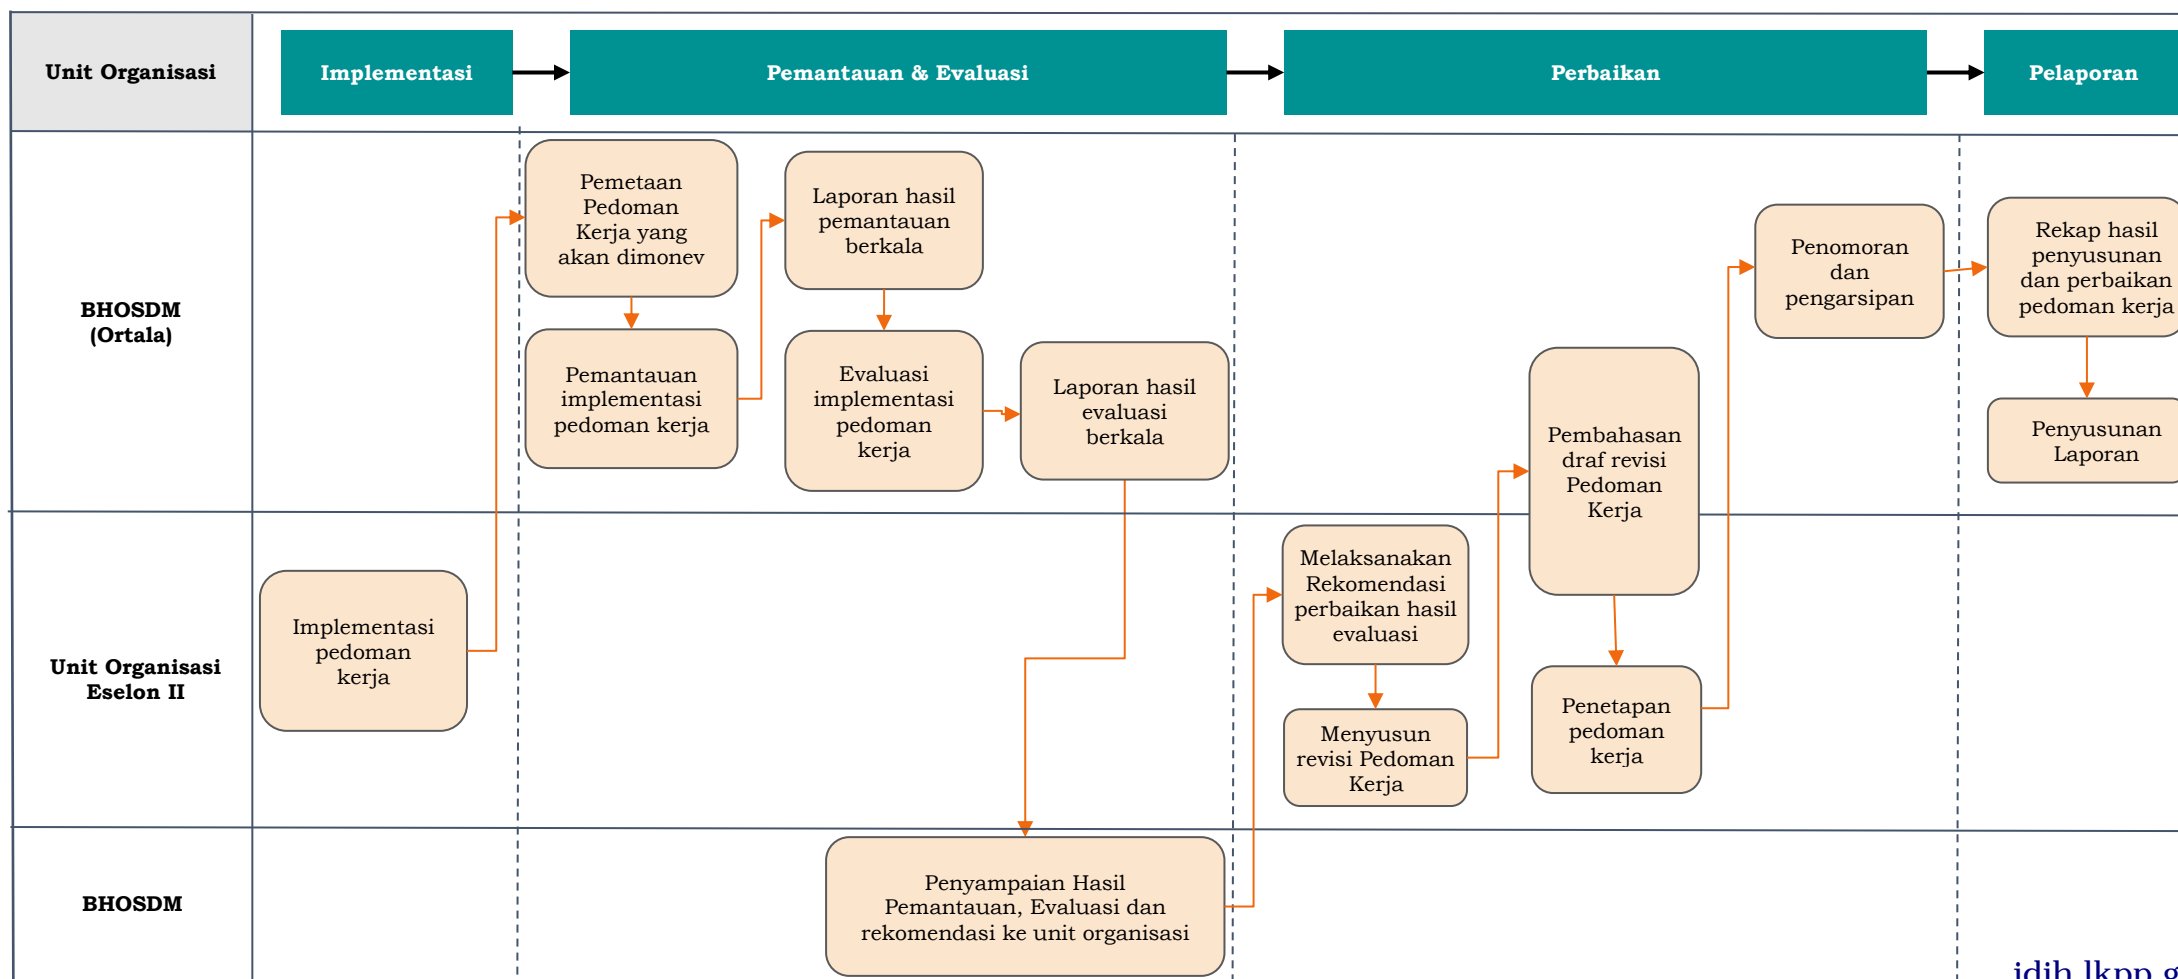 Unit Organisasi
Implementasi
Pemantauan & Evaluasi
Perbaikan
Pelaporan
BHOSDM
(Ortala)
Pemetaan
Pedoman
Kerja yang
akan dimonev
Pemantauan
implementasi
pedoman kerja
Laporan hasil
pemantauan
berkala
Evaluasi
implementasi
pedoman
kerja
Laporan hasil
evaluasi
berkala
Pembahasan
draf revisi
Pedoman
Kerja
Penomoran
dan
pengarsipan
Rekap hasil
penyusunan
dan perbaikan
pedoman kerja
Penyusunan
Laporan
Unit Organisasi
Eselon II
Implementasi
pedoman
kerja
Melaksanakan
Rekomendasi
perbaikan hasil
evaluasi
Menyusun
revisi Pedoman
Kerja
Penetapan
pedoman
kerja
BHOSDM
Penyampaian Hasil
Pemantauan, Evaluasi dan
rekomendasi ke unit organisasi
jdih.lkpp.g